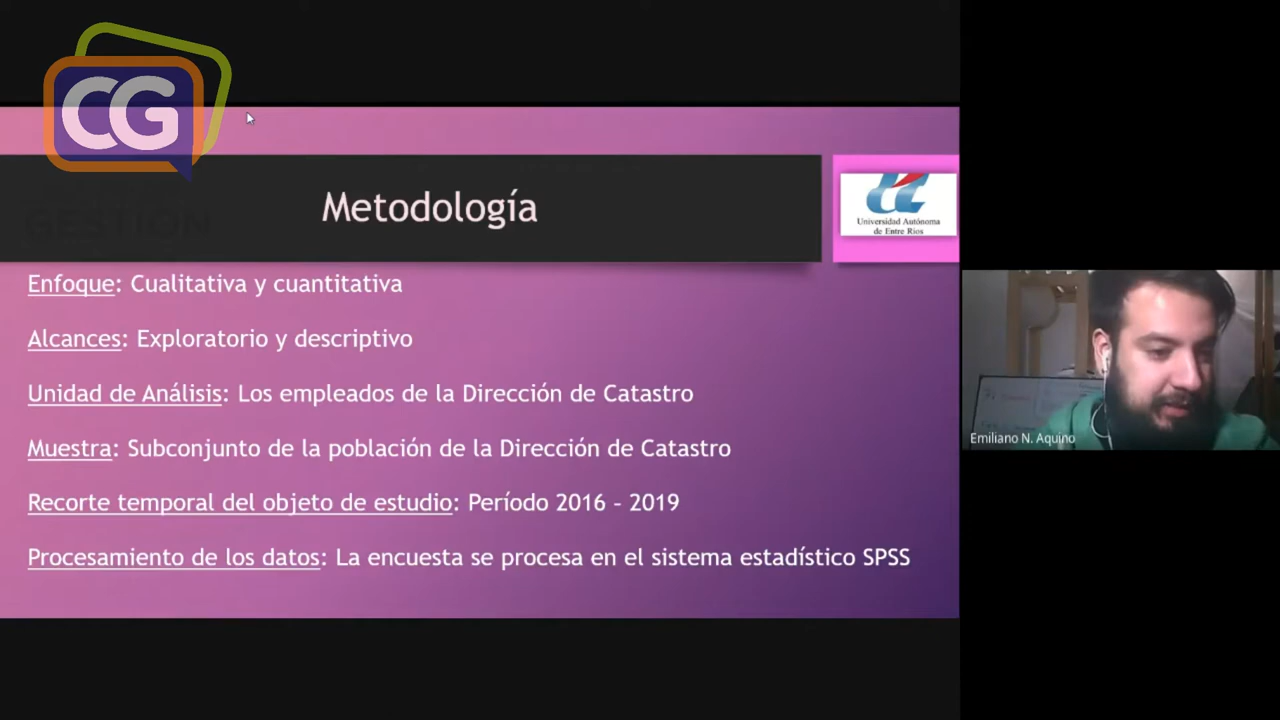 CG
GESTIÓN
Metodología
Universidad Autónoma
de Entre Ríos
Enfoque: Cualitativa y cuantitativa
Alcances: Exploratorio y descriptivo
Unidad de Análisis: Los empleados de la Dirección de Catastro
Muestra: Subconjunto de la población de la Dirección de Catastro
Recorte temporal del objeto de estudio: Período 2016 – 2019
Procesamiento de los datos: La encuesta se procesa en el sistema estadístico SPSS
Emiliano N. Aquino